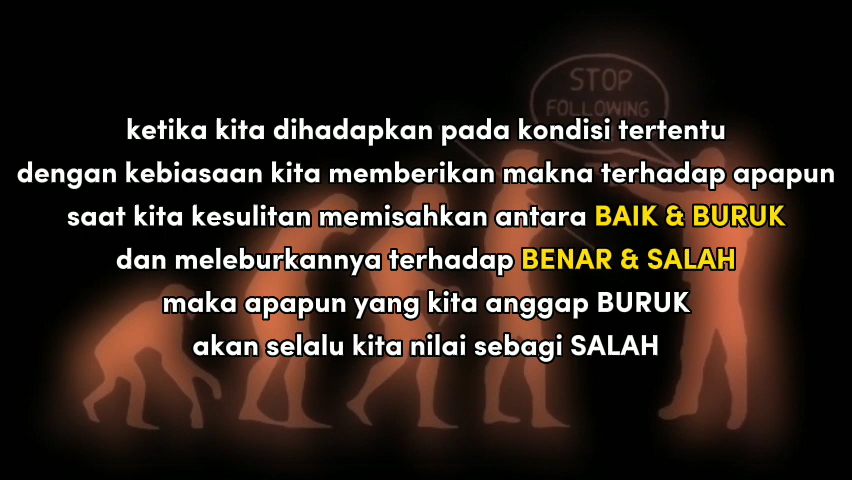 STOP
FOLLOWING
ketika kita dihadapkan pada kondisi tertentu
dengan kebiasaan kita memberikan makna terhadap apapun
saat kita kesulitan memisahkan antara BAIK & BURUK
dan meleburkannya terhadap BENAR & SALAH
maka apapun yang kita anggap BURUK
akan selalu kita nilai sebagi SALAH